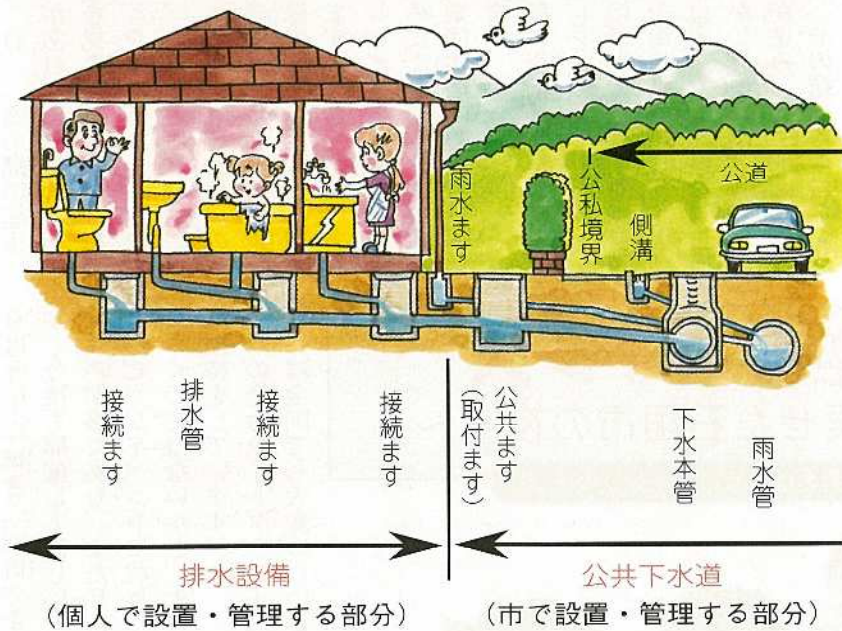 雨水ます
公私境界
側溝
公道
接続ます
排水管
接続ます
接続ます
公共ます
(取付ます)
下水本管
雨水管
排水設備
(個人で設置・管理する部分)
公共下水道
(市で設置・管理する部分)